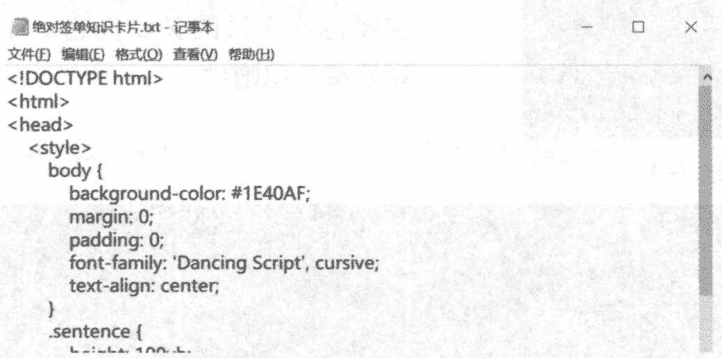 绝对签单知识卡片.txt - 记事本
文件(F) 编辑(E) 格式(O) 查看(V) 帮助(H)
<!DOCTYPE html>
<html>
<head>
<style>
body {
background-color: #1E40AF;
margin: 0;
padding: 0;
font-family: 'Dancing Script', cursive;
text-align: center;
}
.sentence {